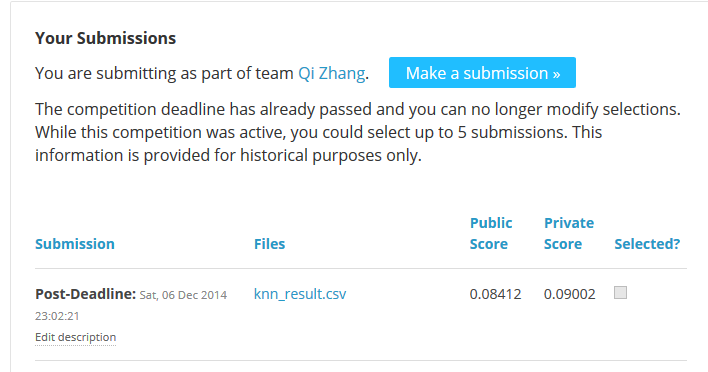 Your Submissions
You are submitting as part of team Qi Zhang. Make a submission »
The competition deadline has already passed and you can no longer modify selections.
While this competition was active, you could select up to 5 submissions. This
information is provided for historical purposes only.
Submission Files Public Score Private Score Selected?
Post-Deadline: Sat, 06 Dec 2014 knn_result.csv 0.08412 0.09002
23:02:21
Edit description